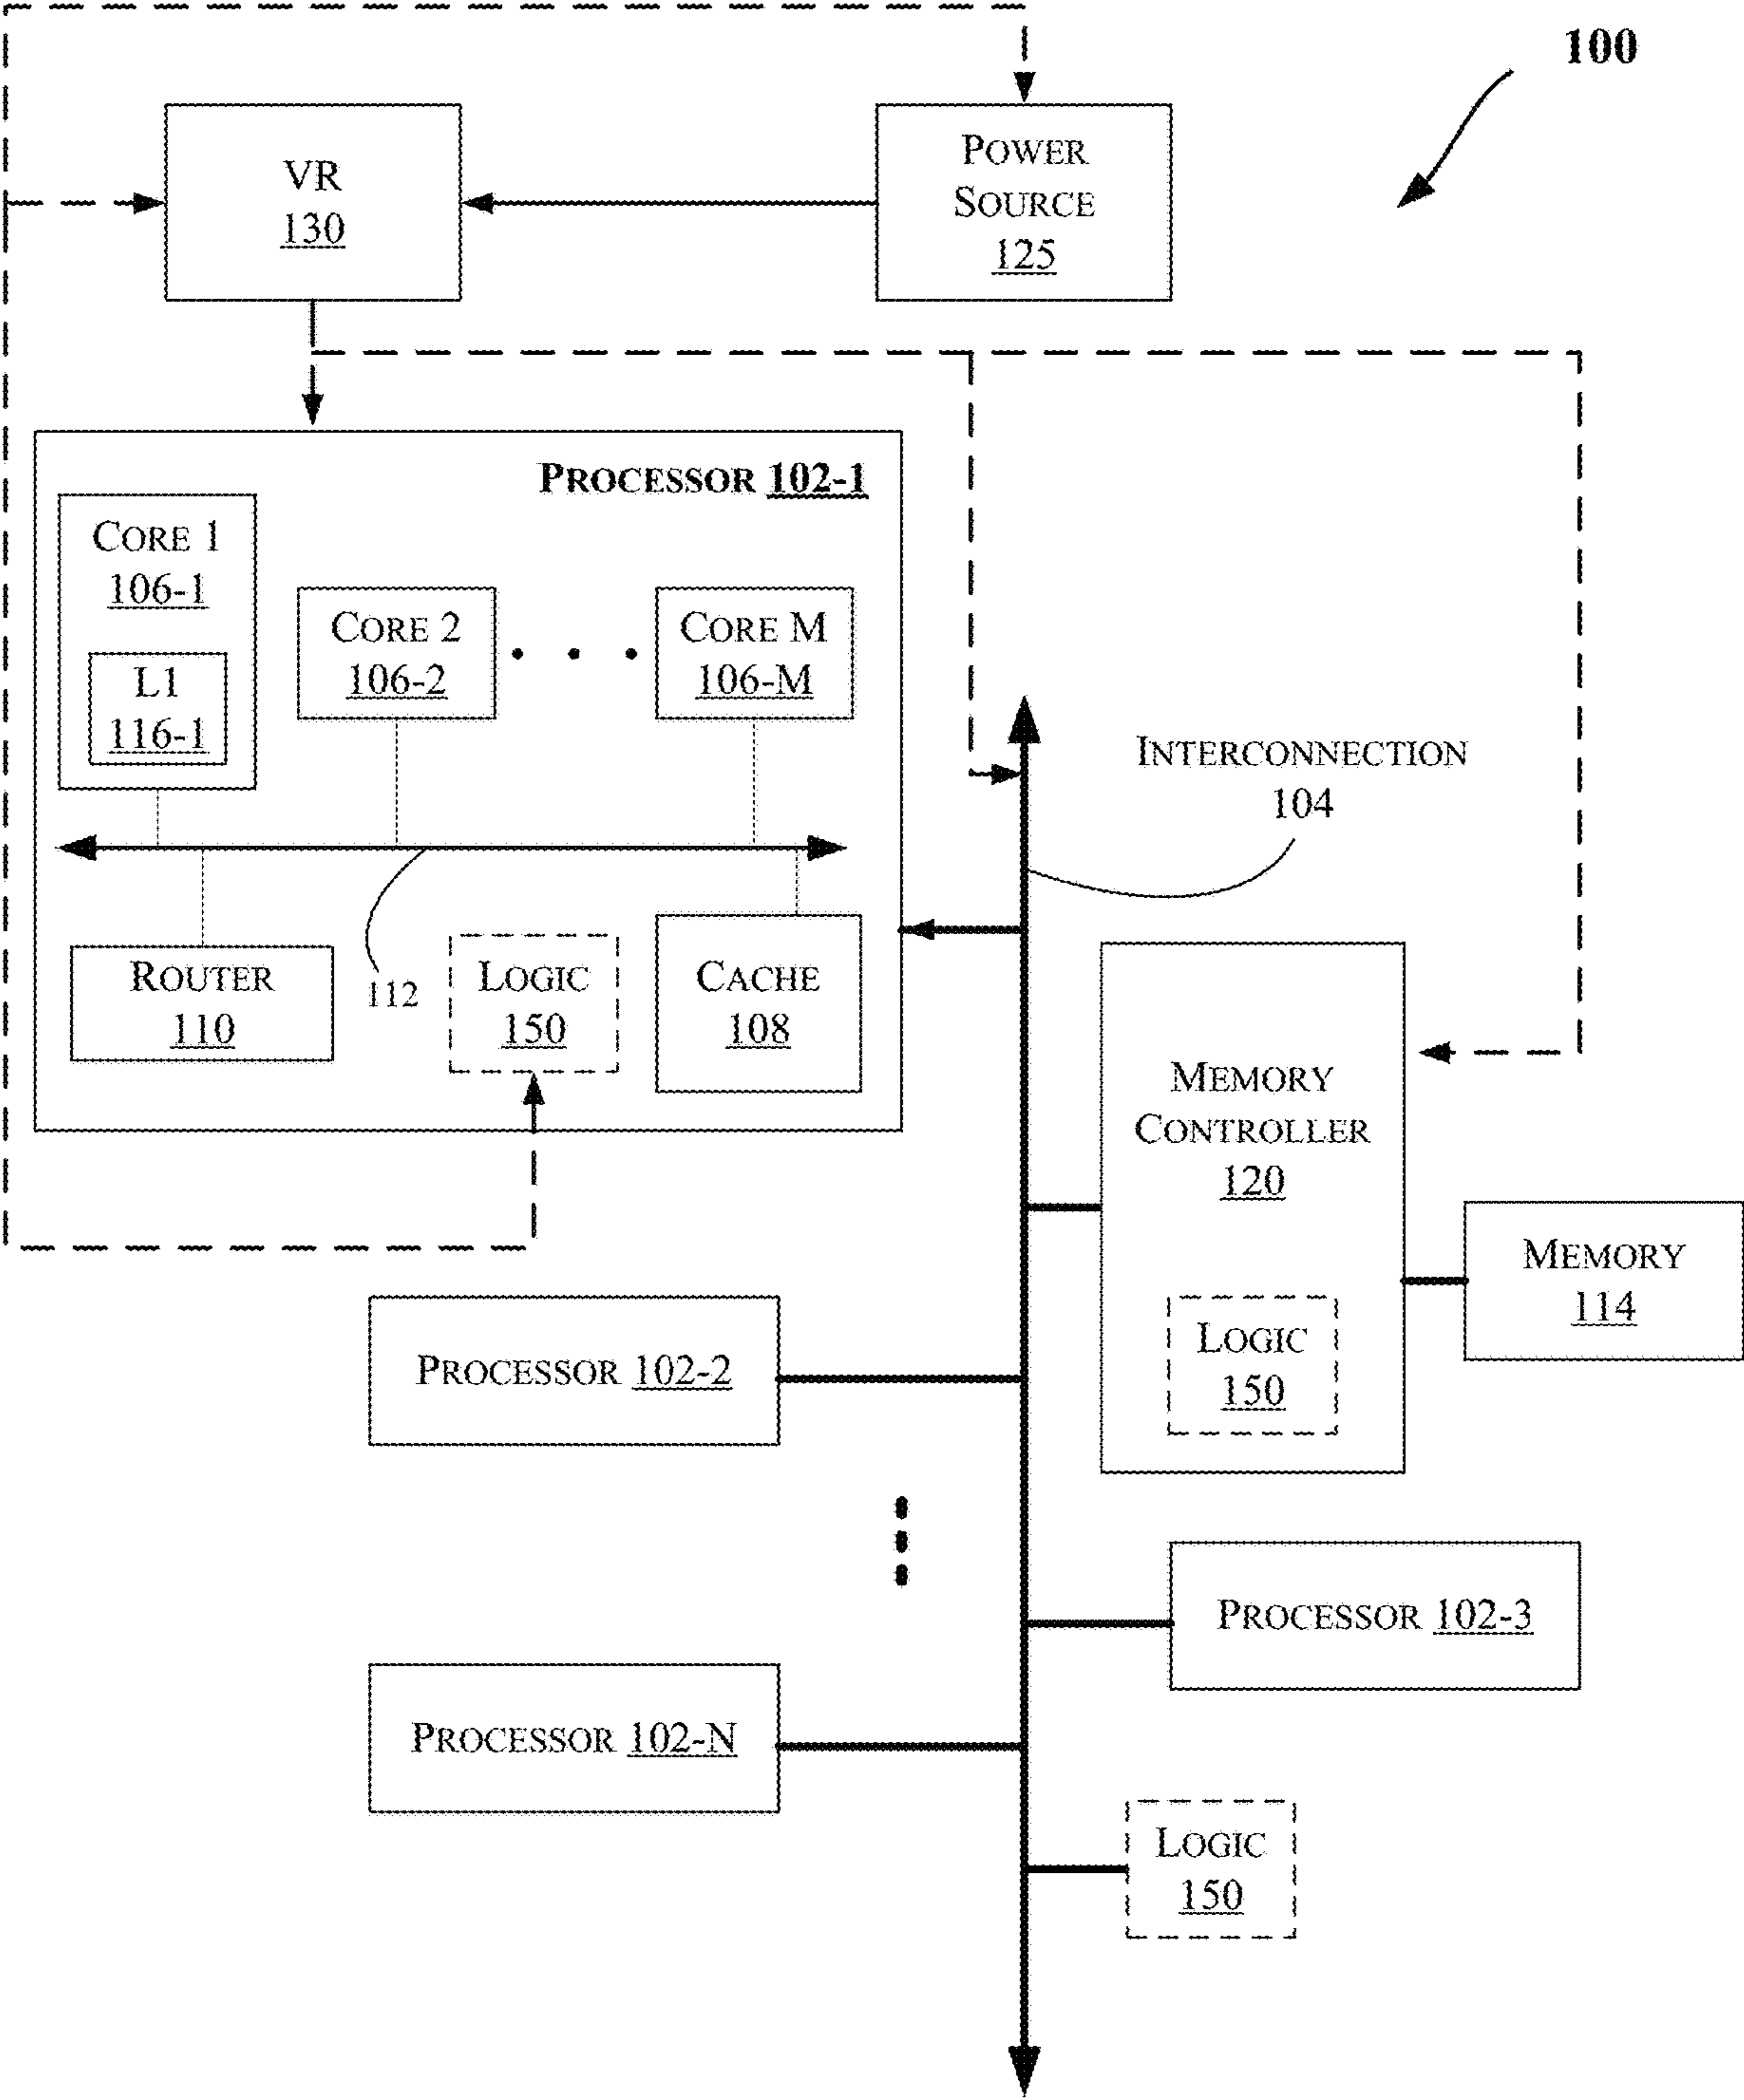 100
VR
130
POWER
SOURCE
125
PROCESSOR 102-1
CORE 1
106-1
L1
116-1
CORE 2
106-2
CORE M
106-M
INTERCONNECTION
104
ROUTER
110
112
LOGIC
150
CACHE
108
MEMORY
CONTROLLER
120
LOGIC
150
MEMORY
114
PROCESSOR 102-2
PROCESSOR 102-3
PROCESSOR 102-N
LOGIC
150